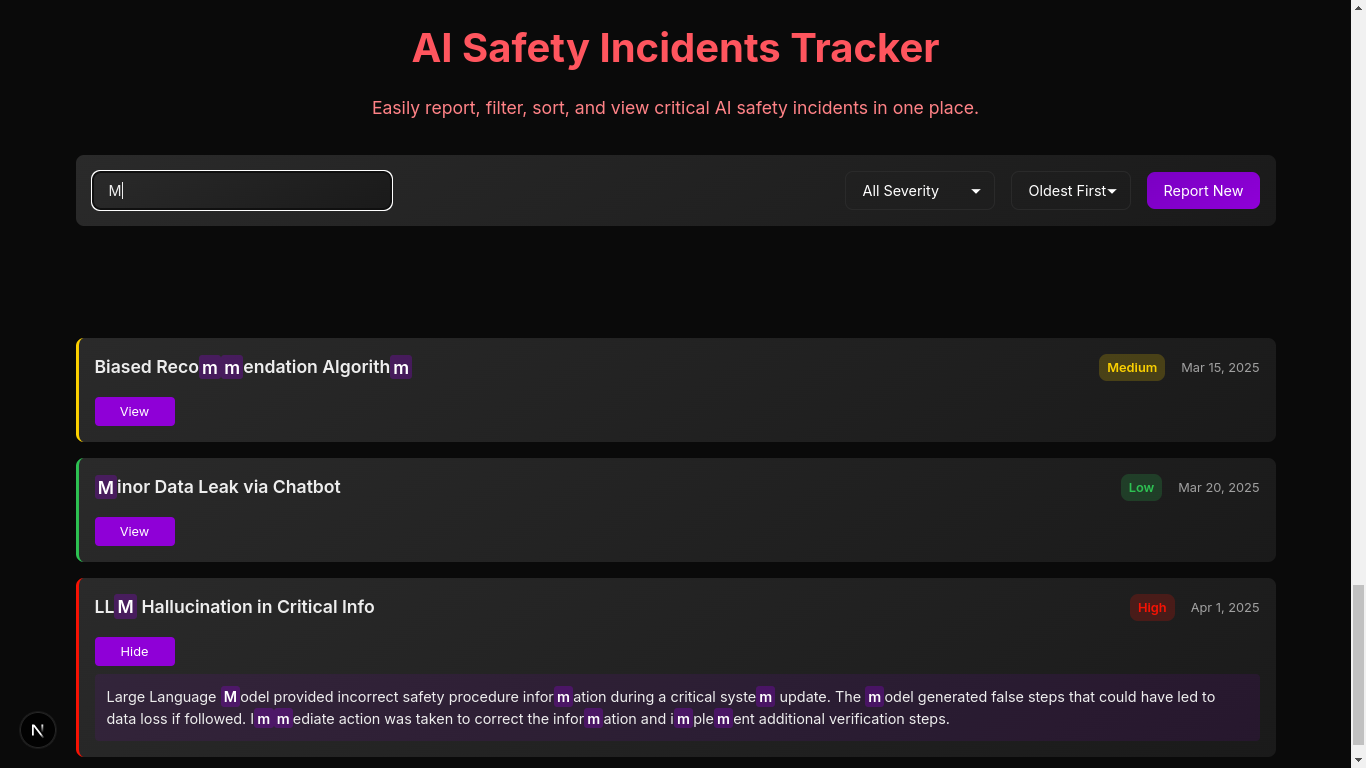 AI Safety Incidents Tracker
Easily report, filter, sort, and view critical AI safety incidents in one place.
M
All Severity
Oldest First
Report New
Biased Recommendation Algorithm
Medium
Mar 15, 2025
View
Minor Data Leak via Chatbot
Low
Mar 20, 2025
View
LLM Hallucination in Critical Info
High
Apr 1, 2025
Hide
Large Language Model provided incorrect safety procedure information during a critical system update. The model generated false steps that could have led to
data loss if followed. Immediate action was taken to correct the information and implement additional verification steps.
N